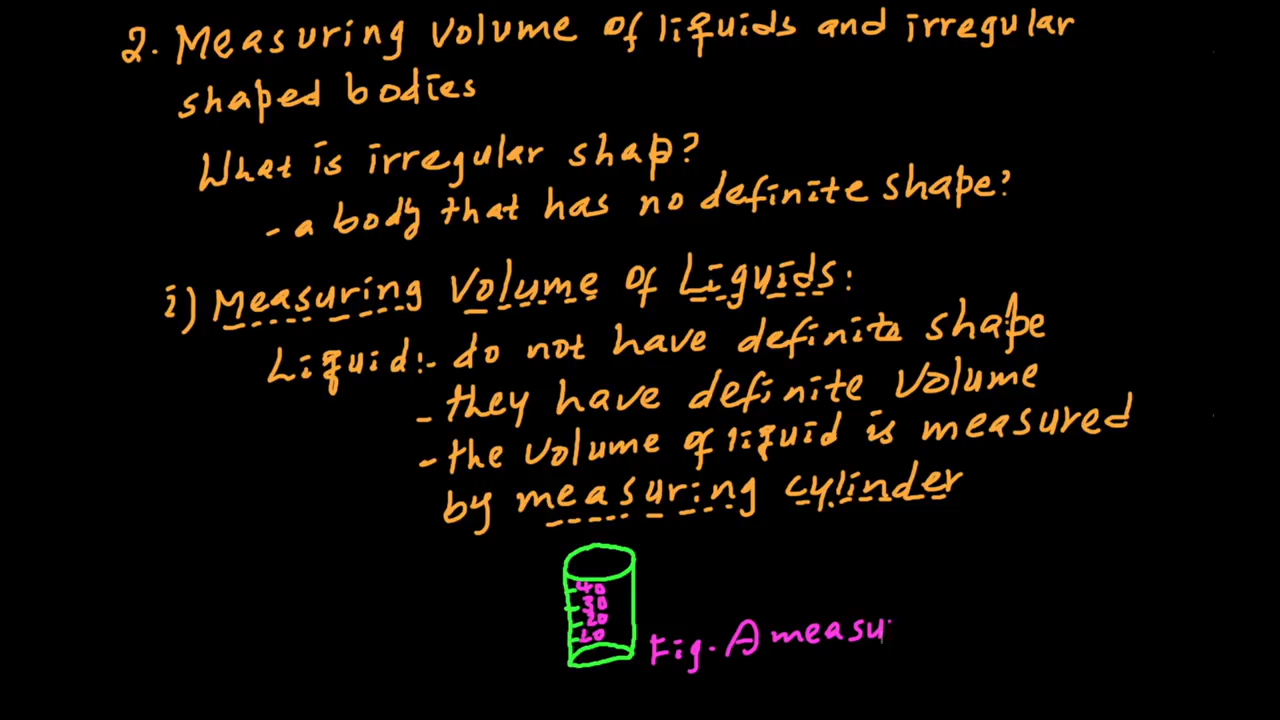 2. Measuring volume of liquids and irregular
shaped bodies
What is irregular shap?
- a body that has no definite shape?
i) Measuring Volume of Liquids:
Liquid:- do not have definite shape
- they have definite volume
- the volume of liquid is measured
by measuring cylinder
40
30
20
10
Fig. A measu